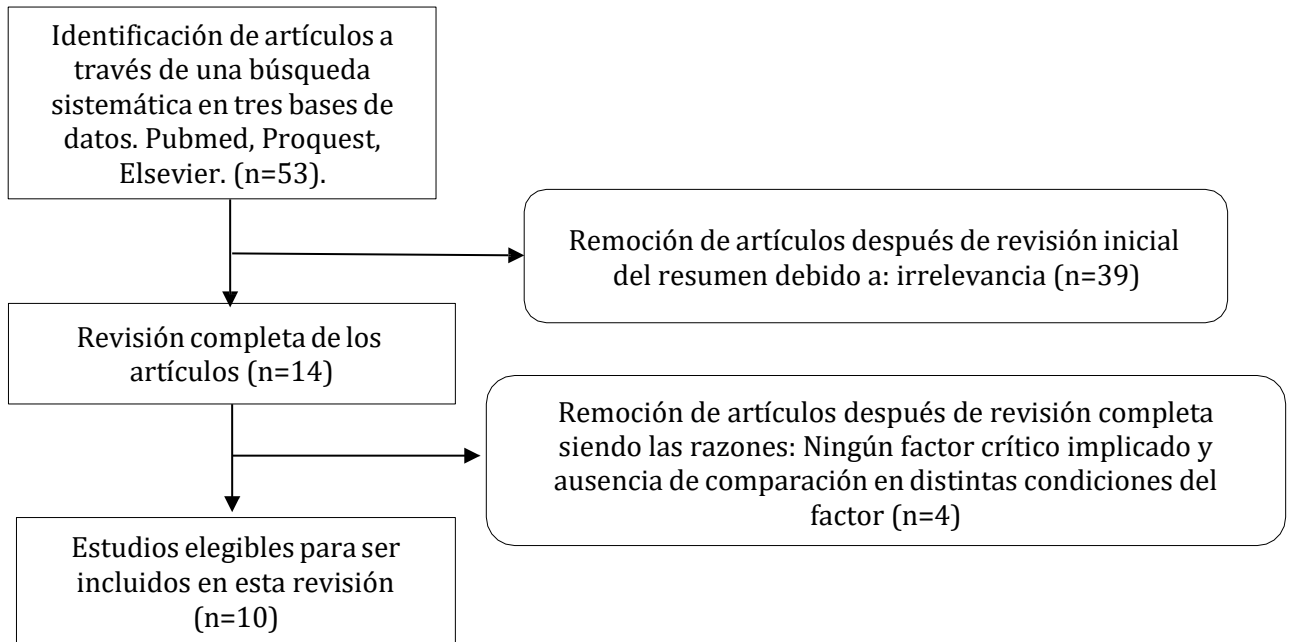 Identificación de artículos a
través de una búsqueda
sistemática en tres bases de
datos. Pubmed, Proquest,
Elsevier. (n=53).
Remoción de artículos después de revisión inicial
del resumen debido a: irrelevancia (n=39)
Revisión completa de los
artículos (n=14)
Remoción de artículos después de revisión completa
siendo las razones: Ningún factor crítico implicado y
ausencia de comparación en distintas condiciones del
factor (n=4)
Estudios elegibles para ser
incluidos en esta revisión
(n=10)